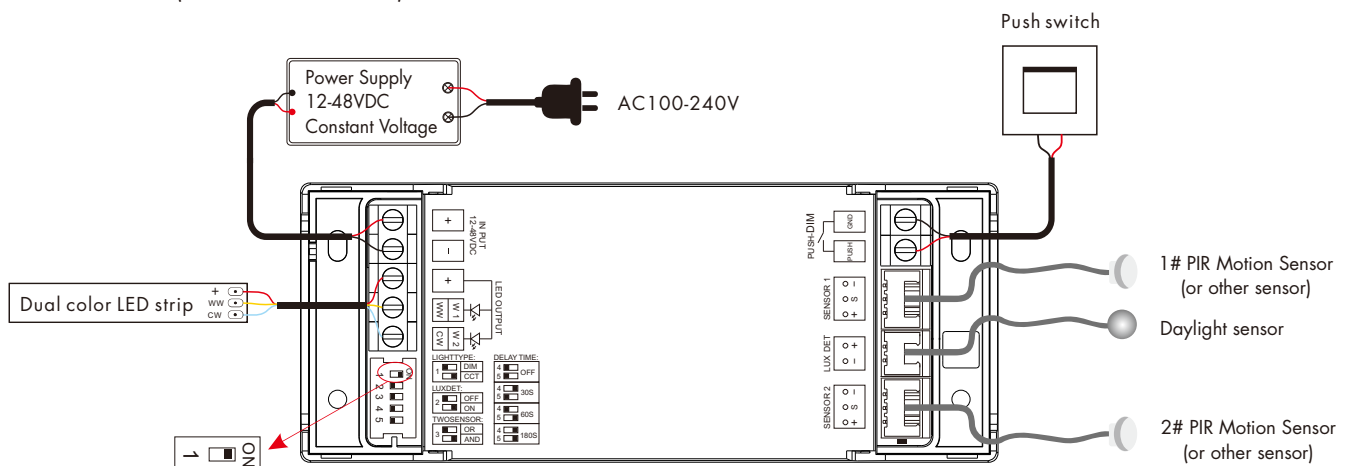 Push switch
Power Supply
12-48VDC
Constant Voltage
AC100-240V
+
−
IN PUT
12-48VDC
+
LED OUTPUT
WW
W 1
CW
W 2
Dual color LED strip
+
WW
CW
PUSH-DIM
GND
PUSH
SENSOR 1
− S +
LUX DET
+ −
SENSOR 2
− S +
1# PIR Motion Sensor
(or other sensor)
Daylight sensor
2# PIR Motion Sensor
(or other sensor)
ON
1
2
3
4
5
LIGHTTYPE:
1 DIM
CCT
LUXDET:
2 OFF
ON
TWOSENSOR:
3 OR
AND
DELAY TIME:
4
5 OFF
4
5 30S
4
5 60S
4
5 180S
1 ON